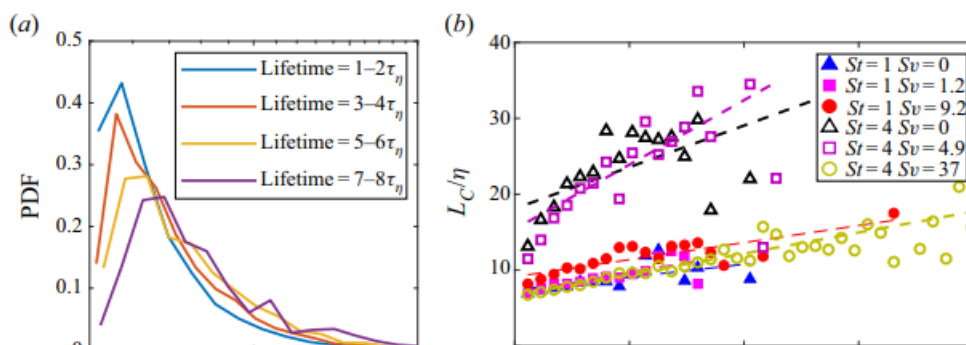 (a)
0.5
0.4
0.3
0.2
0.1
0
PDF
Lifetime = 1–2τη
Lifetime = 3–4τη
Lifetime = 5–6τη
Lifetime = 7–8τη
(b)
40
30
20
10
LC/η
St = 1 Sv = 0
St = 1 Sv = 1.2
St = 1 Sv = 9.2
St = 4 Sv = 0
St = 4 Sv = 4.9
St = 4 Sv = 37